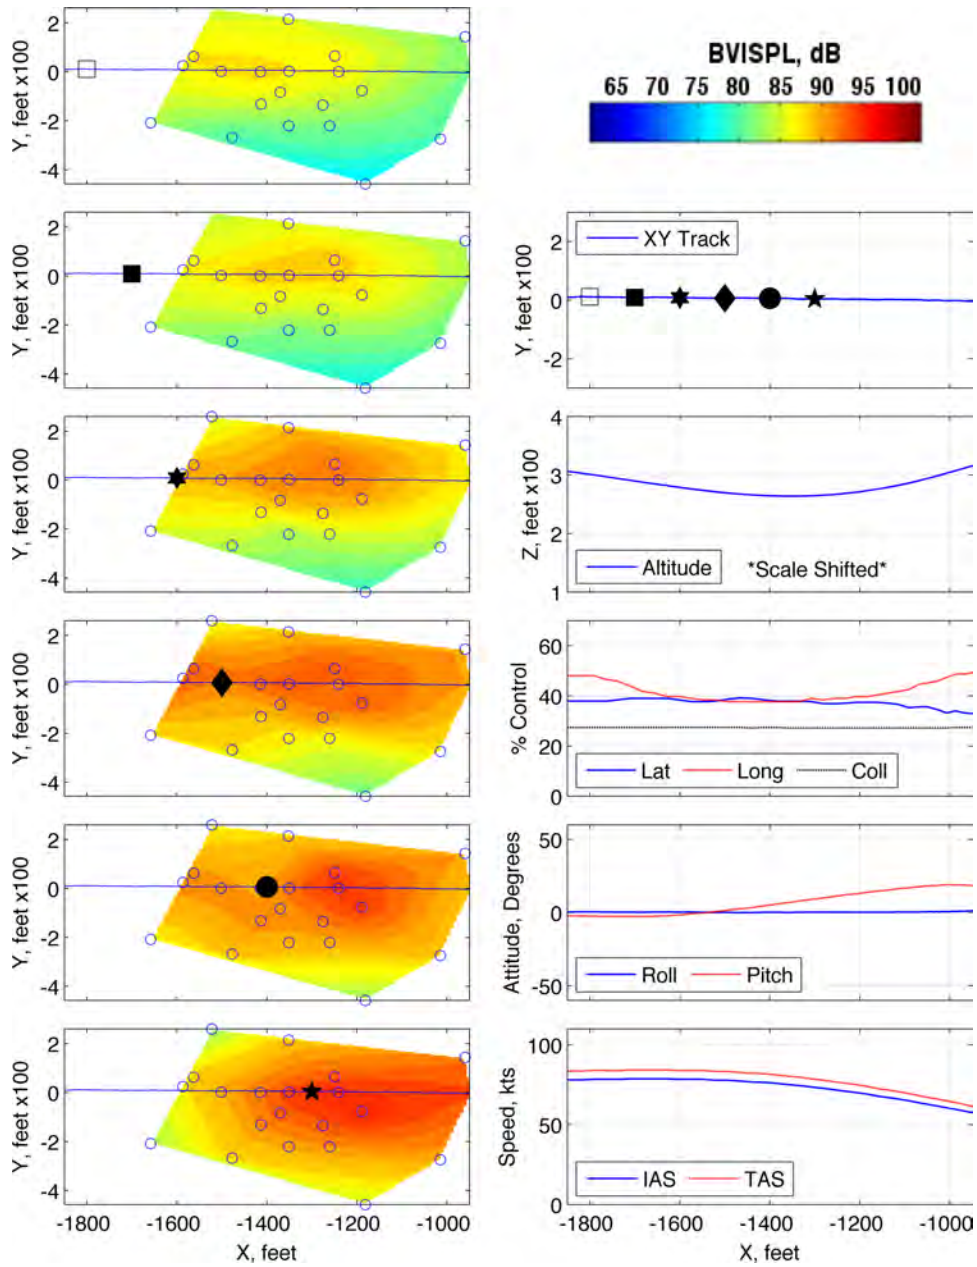 2
0
-2
-4
Y, feet x100
BVISPL, dB
65 70 75 78 80 85 90 95 100
2
0
-2
-4
Y, feet x100
XY Track
2
0
-2
Y, feet x100
2
0
-2
-4
Y, feet x100
4
3
2
1
Z, feet x100
Altitude *Scale Shifted*
2
0
-2
-4
Y, feet x100
60
40
20
0
% Control
Lat Long Coll
2
0
-2
-4
Y, feet x100
50
0
-50
Attitude, Degrees
Roll Pitch
2
0
-2
-4
Y, feet x100
-1800 -1600 -1400 -1200 -1000
X, feet
100
50
0
Speed, kts
IAS TAS
-1800 -1600 -1400 -1200 -1000
X, feet